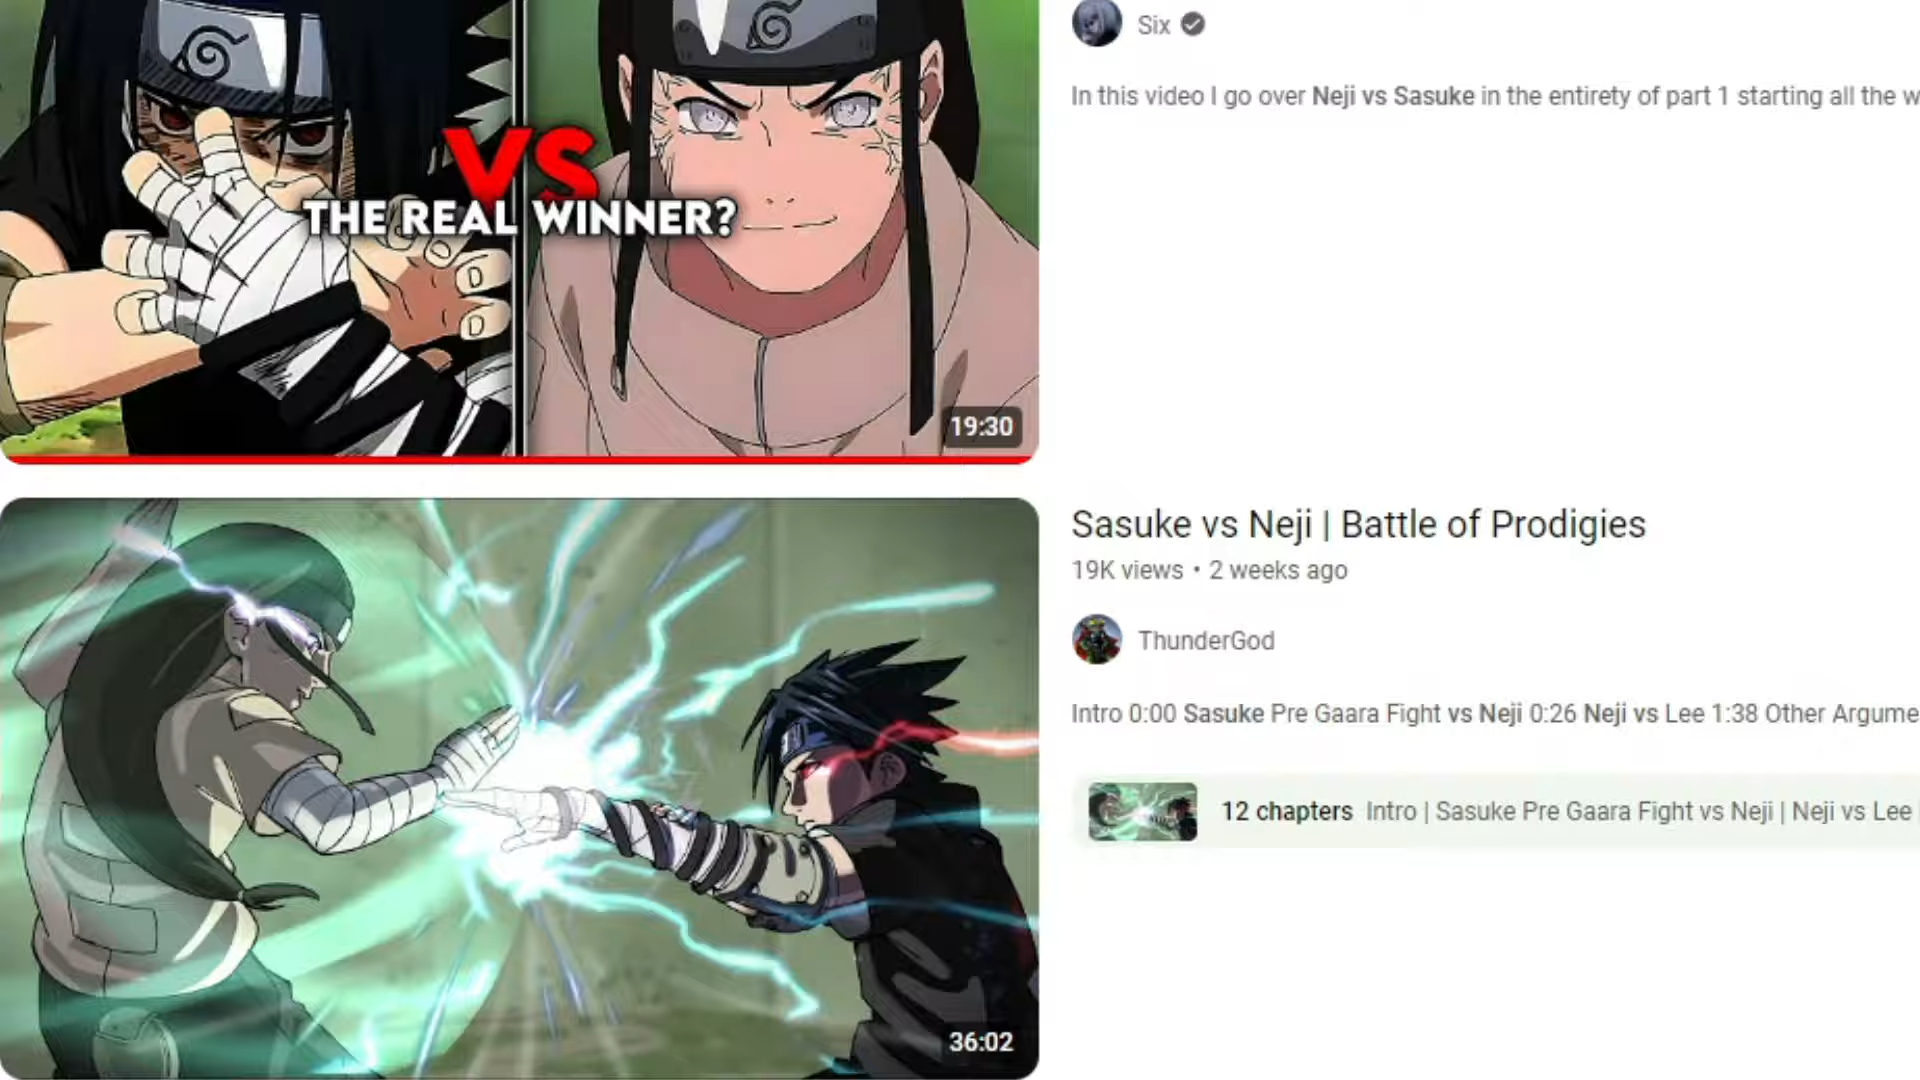 VS
THE REAL WINNER?
19:30
Six
In this video I go over Neji vs Sasuke in the entirety of part 1 starting all the w
Sasuke vs Neji | Battle of Prodigies
19K views • 2 weeks ago
ThunderGod
Intro 0:00 Sasuke Pre Gaara Fight vs Neji 0:26 Neji vs Lee 1:38 Other Argume
12 chapters Intro | Sasuke Pre Gaara Fight vs Neji | Neji vs Lee
36:02